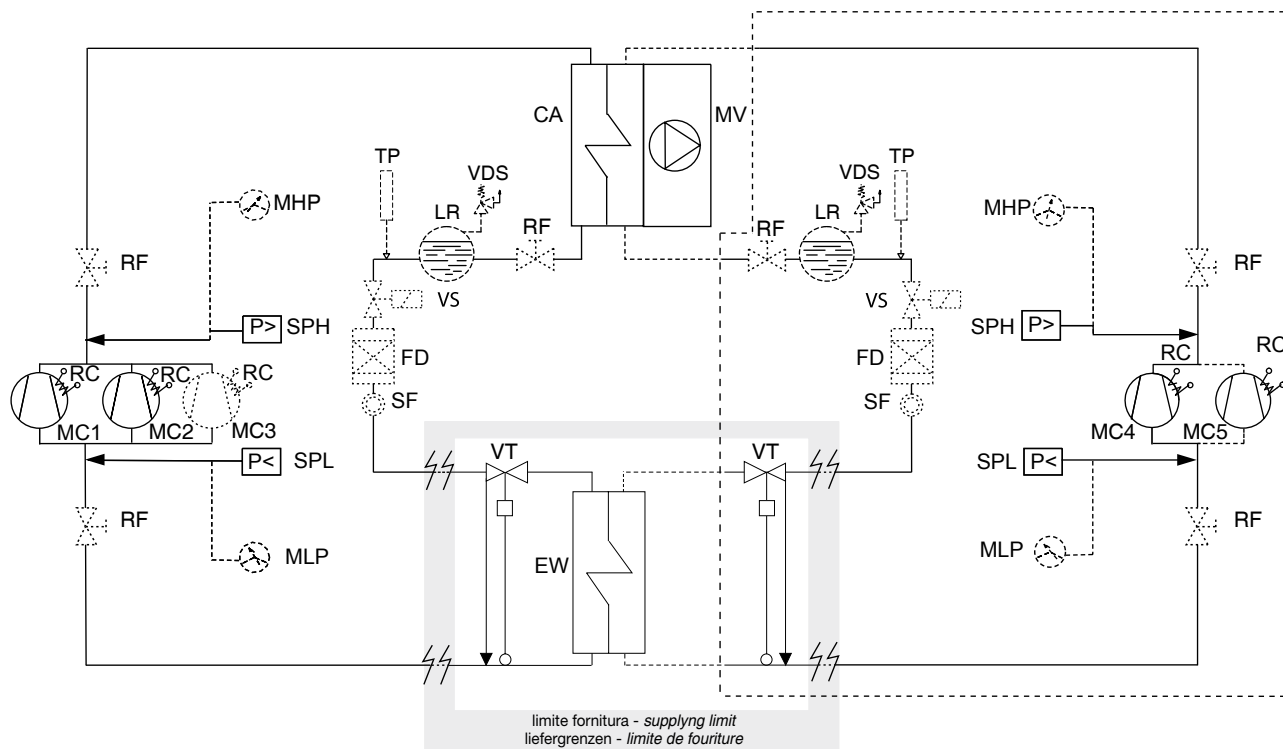 CA
MV
TP
VDS
LR
RF
VS
MHP
RF
SPH
P>
RC
RC
RC
MC1
MC2
MC3
FD
SF
P<
SPL
RF
MLP
VT
EW
VT
RF
LR
VDS
TP
VS
MHP
RF
SPH
P>
FD
SF
RC
RC
MC4
MC5
SPL
P<
RF
MLP
limite fornitura - supplyng limit
liefergrenzen - limite de fouriture